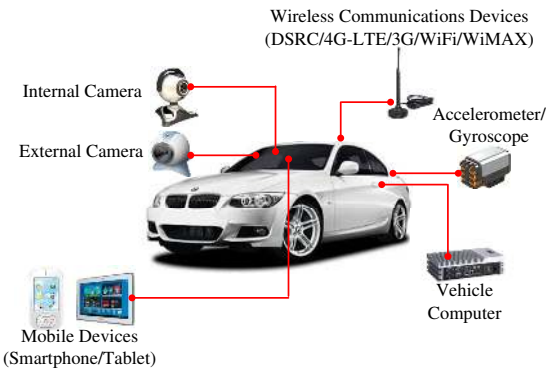 Wireless Communications Devices
(DSRC/4G-LTE/3G/WiFi/WiMAX)
Internal Camera
External Camera
Accelerometer/
Gyroscope
Vehicle
Computer
Mobile Devices
(Smartphone/Tablet)